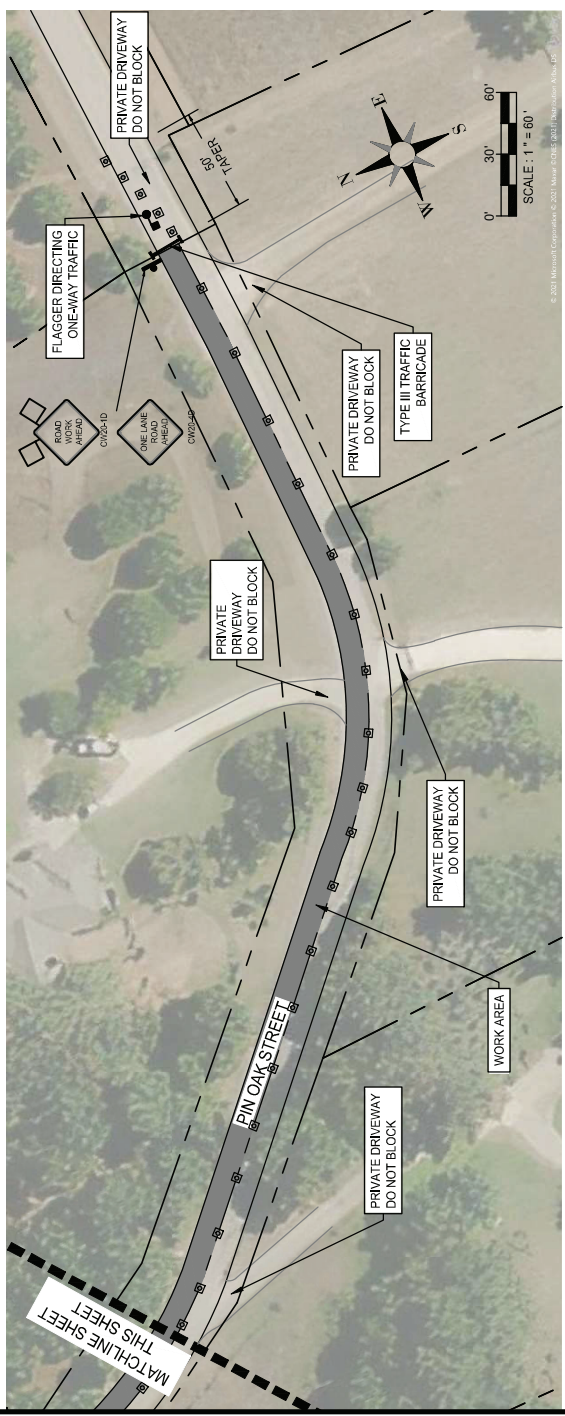 MATCHLINE SHEET
THIS SHEET
PRIVATE DRIVEWAY
DO NOT BLOCK
PIN OAK STREET
WORK AREA
PRIVATE DRIVEWAY
DO NOT BLOCK
PRIVATE
DRIVEWAY
DO NOT BLOCK
PRIVATE DRIVEWAY
DO NOT BLOCK
TYPE III TRAFFIC
BARRICADE
ROAD
WORK
AHEAD
CW20-1D
ONE LANE
ROAD
AHEAD
CW20-4D
FLAGGER DIRECTING
ONE-WAY TRAFFIC
PRIVATE DRIVEWAY
DO NOT BLOCK
50'
TAPER
N
E
S
W
0'
30'
60'
SCALE : 1" = 60'